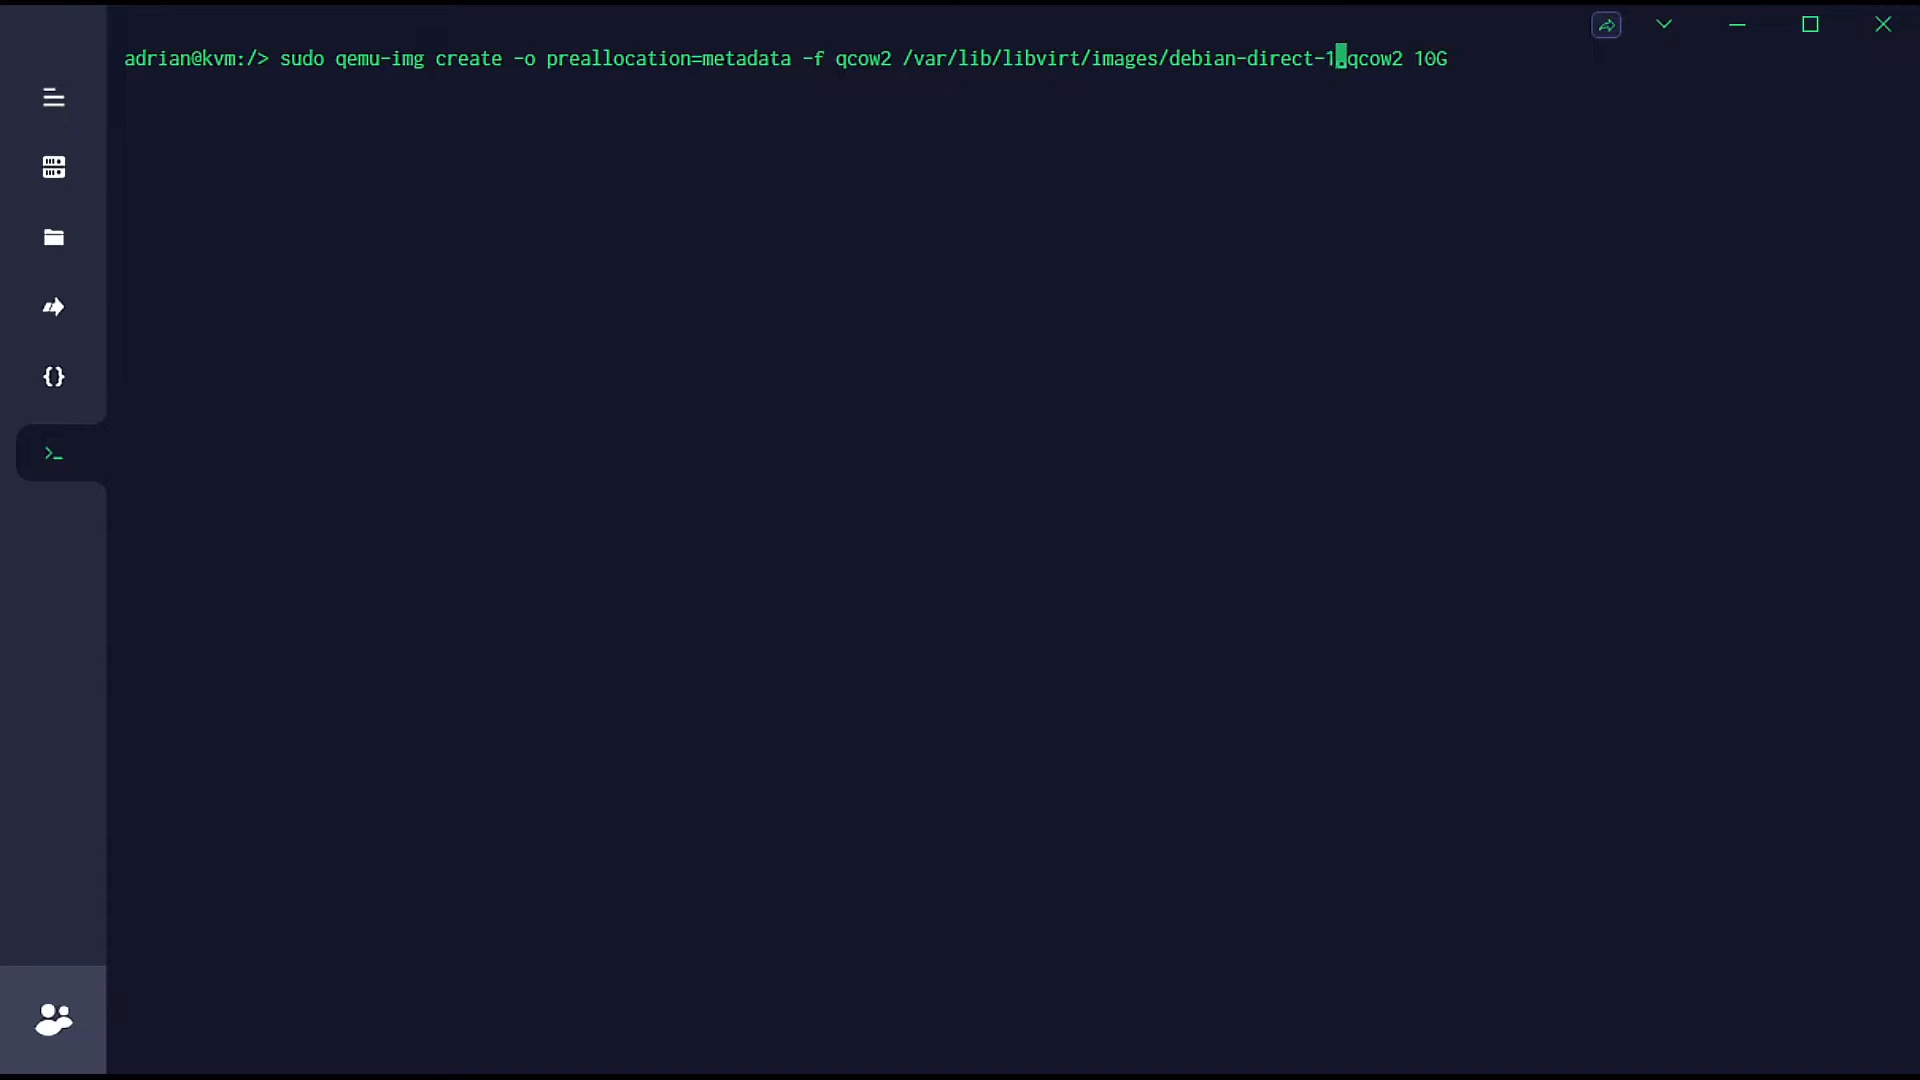 adrian@kvm:/> sudo qemu-img create -o preallocation=metadata -f qcow2 /var/lib/libvirt/images/debian-direct-1.qcow2 10G